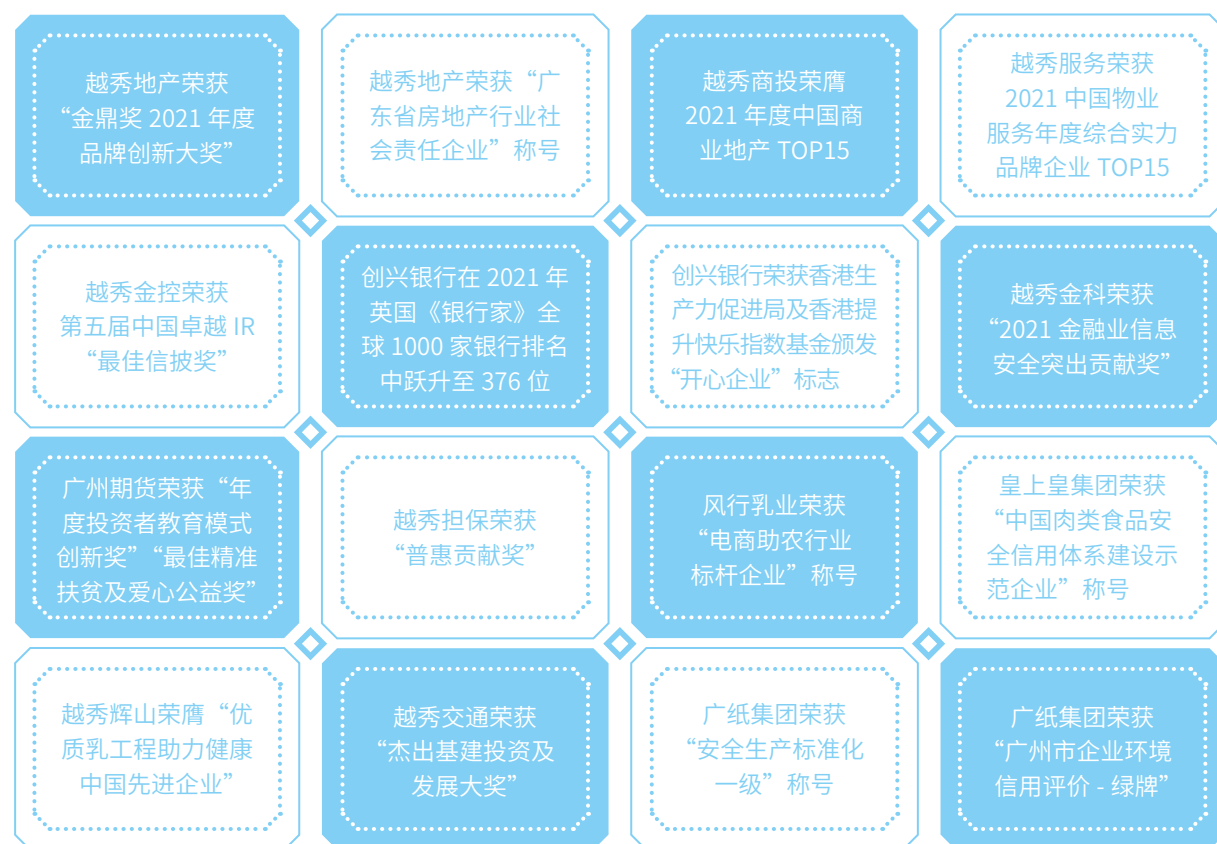 越秀地产荣获
“金鼎奖 2021 年度
品牌创新大奖”
越秀地产荣获“广
东省房地产行业社
会责任企业”称号
越秀商投荣膺
2021 年度中国商
业地产 TOP15
越秀服务荣获
2021 中国物业
服务年度综合实力
品牌企业 TOP15
越秀金控荣获
第五届中国卓越 IR
“最佳信披奖”
创兴银行在 2021 年
英国《银行家》全
球 1000 家银行排名
中跃升至 376 位
创兴银行荣获香港生
产力促进局及香港提
升快乐指数基金颁发
“开心企业”标志
越秀金科荣获
“2021 金融业信息
安全突出贡献奖”
广州期货荣获“年
度投资者教育模式
创新奖”“最佳精准
扶贫及爱心公益奖”
越秀担保荣获
“普惠贡献奖”
风行乳业荣获
“电商助农行业
标杆企业”称号
皇上皇集团荣获
“中国肉类食品安
全信用体系建设示
范企业”称号
越秀辉山荣膺“优
质乳工程助力健康
中国先进企业”
越秀交通荣获
“杰出基建投资及
发展大奖”
广纸集团荣获
“安全生产标准化
一级”称号
广纸集团荣获
“广州市企业环境
信用评价 - 绿牌”